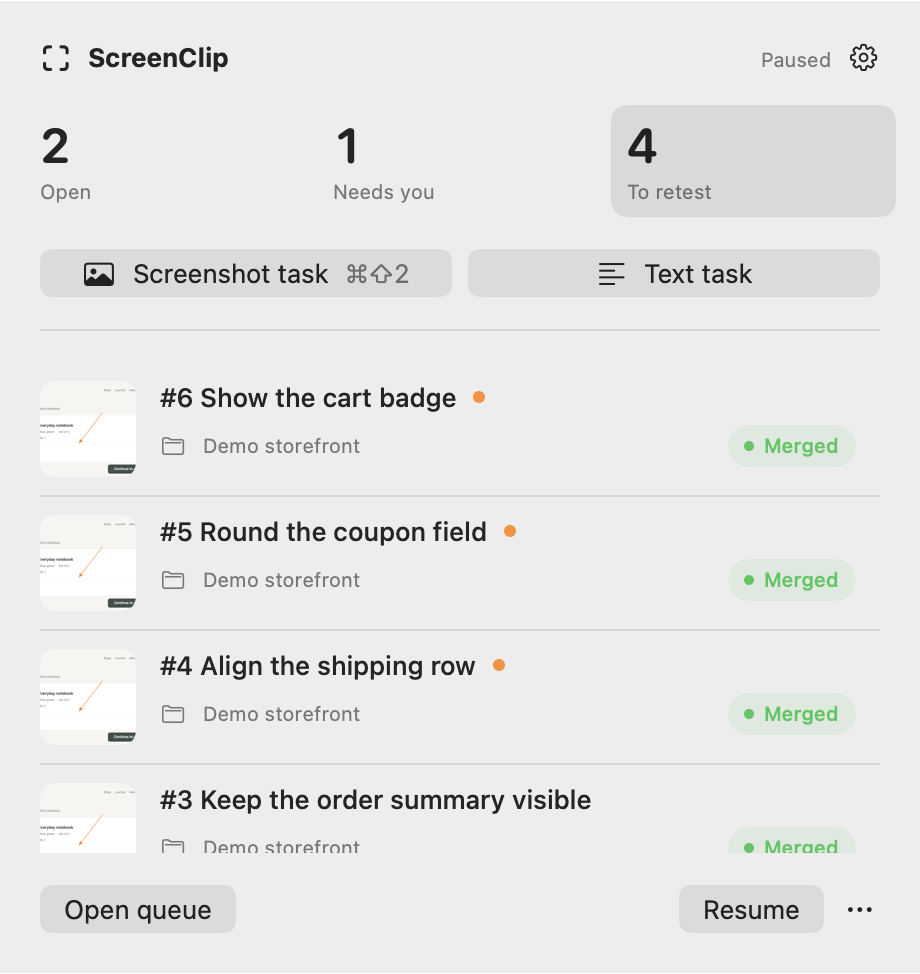 ScreenClip
Paused
2
Open
1
Needs you
4
To retest
Screenshot task ⌘⇧2
Text task
#6 Show the cart badge
Demo storefront
Merged
#5 Round the coupon field
Demo storefront
Merged
#4 Align the shipping row
Demo storefront
Merged
#3 Keep the order summary visible
Demo storefront
Merged
Open queue
Resume